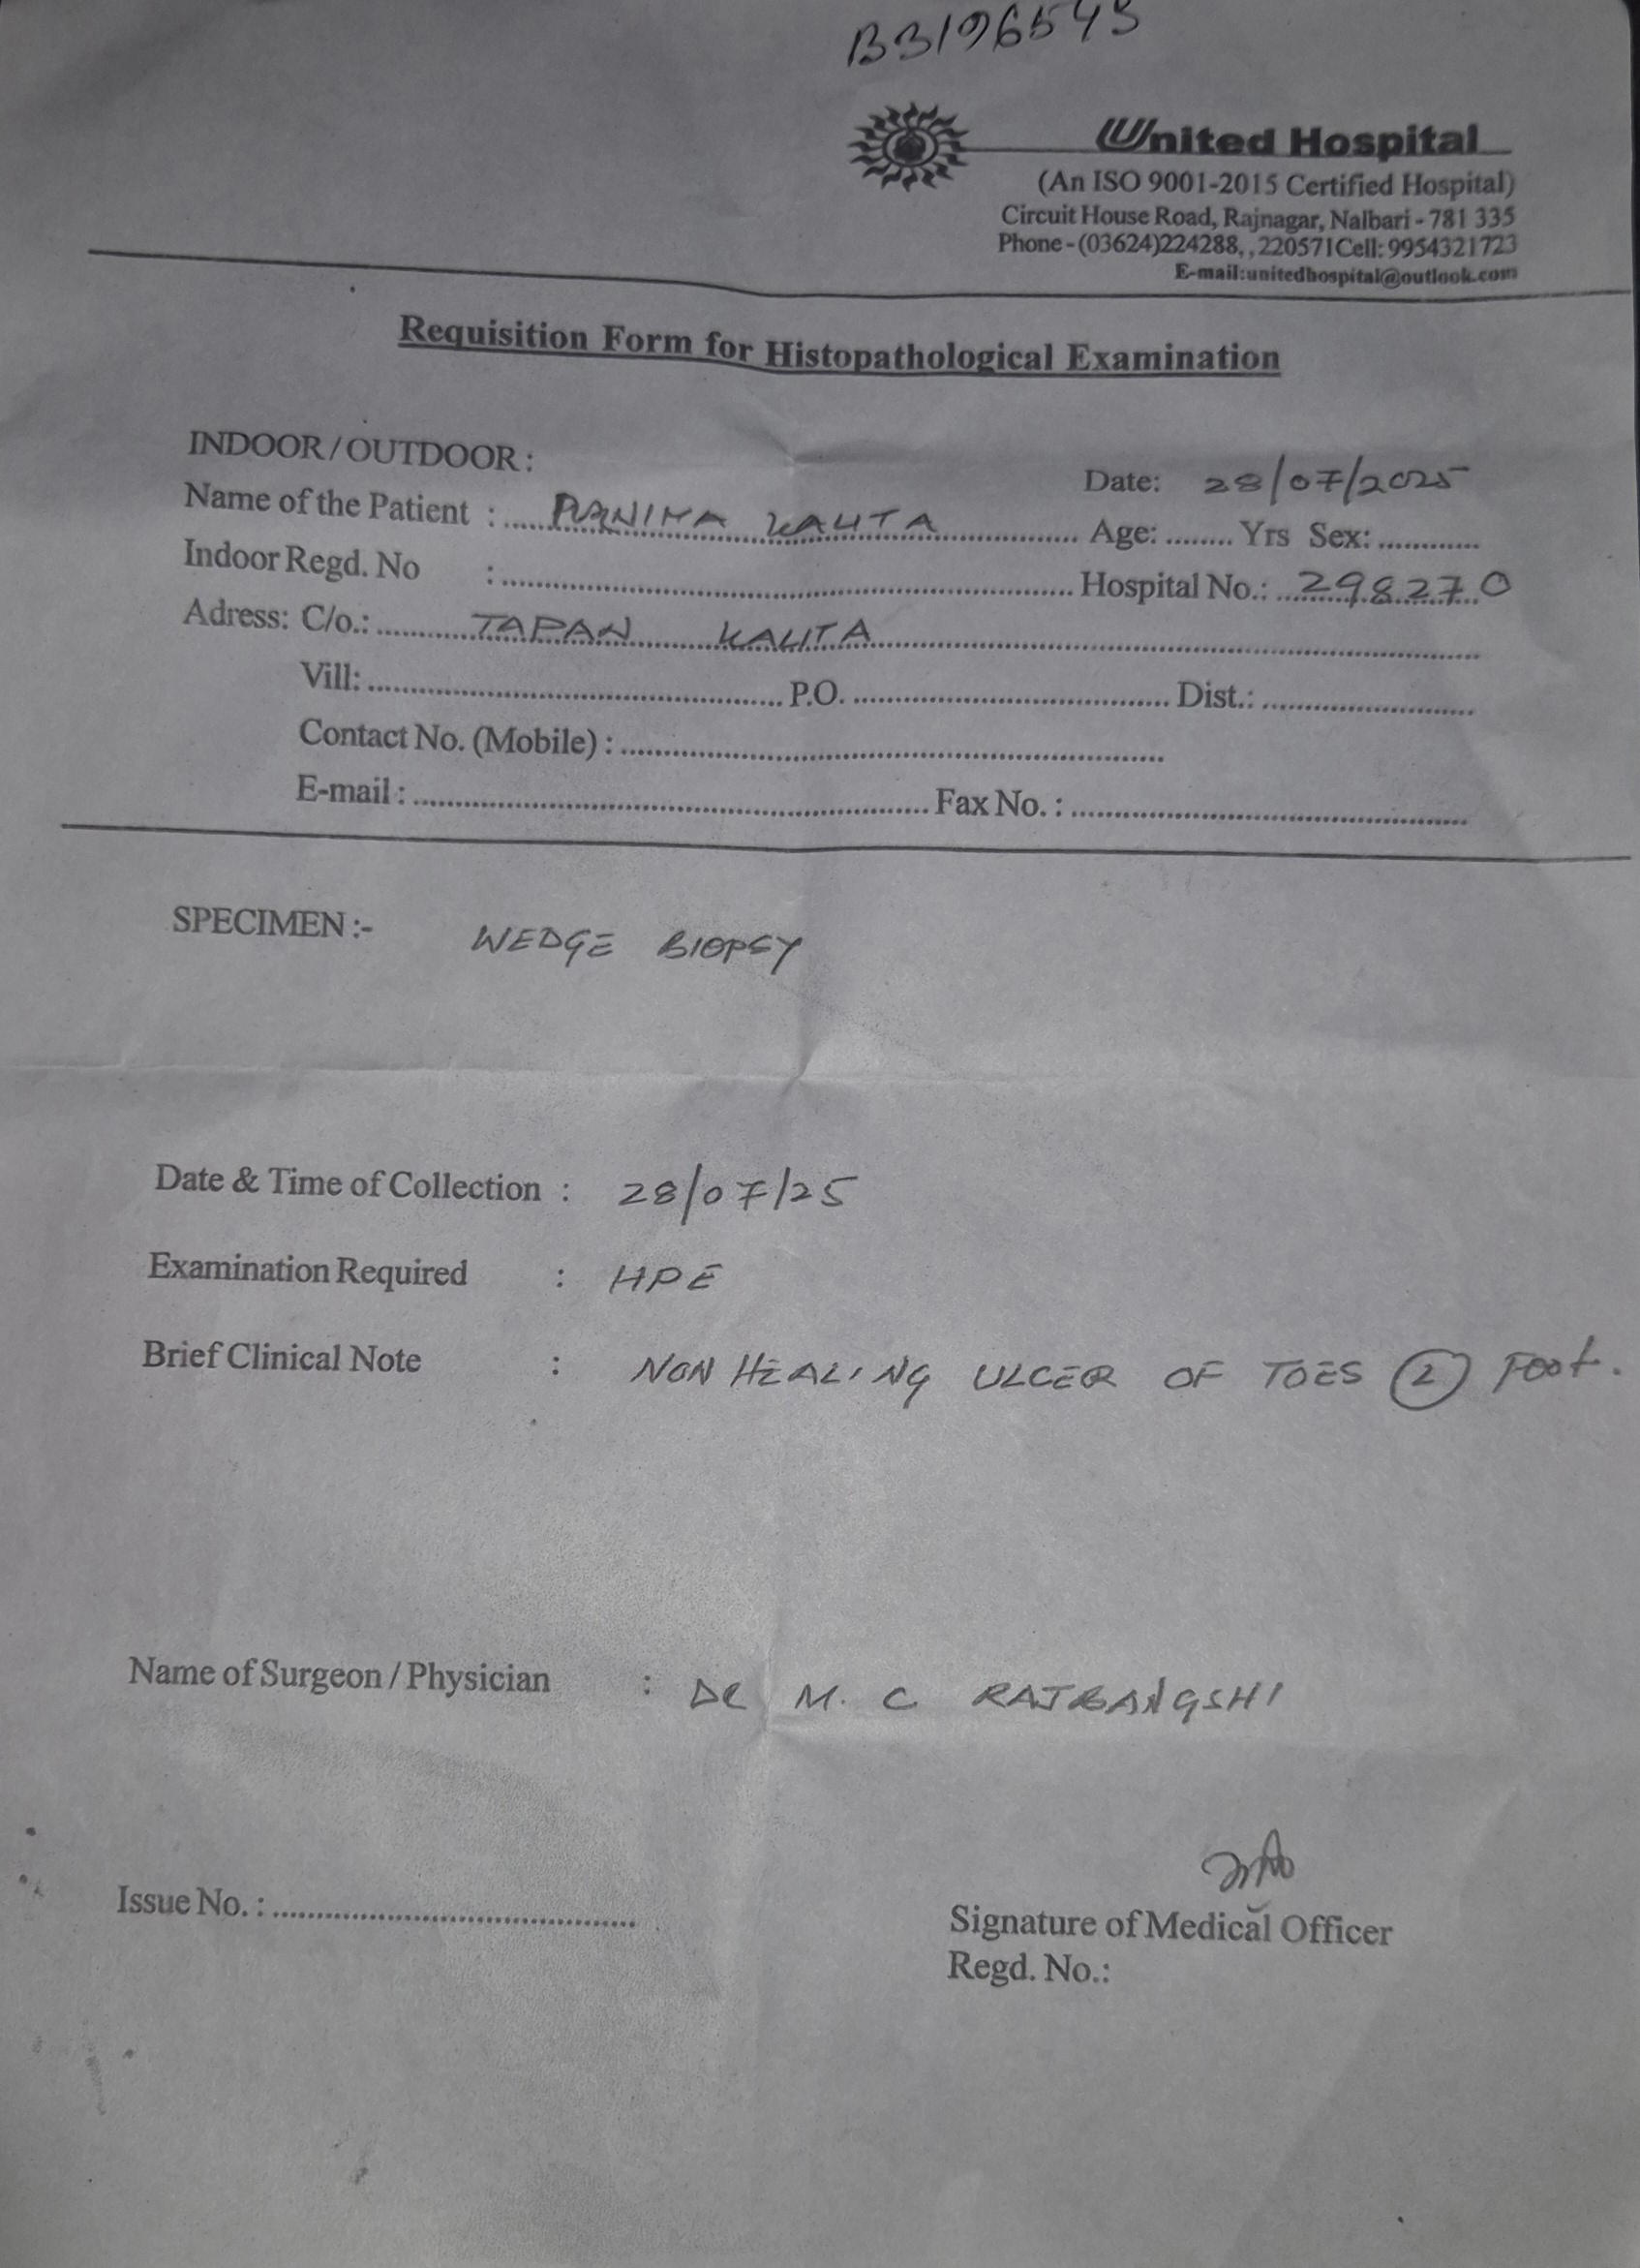 B3196543
United Hospital
(An ISO 9001-2015 Certified Hospital)
Circuit House Road, Rajnagar, Nalbari - 781 335
Phone - (03624)224288, , 220571 Cell: 9954321723
E-mail:unitedhospital@outlook.com
Requisition Form for Histopathological Examination
INDOOR / OUTDOOR :
Date: 28/07/2025
Name of the Patient : KALITA Age: ........ Yrs Sex: ............
Indoor Regd. No : Hospital No.: 298270
Adress: C/o.: TAPAN KALITA
Vill: P.O. Dist.:
Contact No. (Mobile) :
E-mail : Fax No. :
SPECIMEN :- WEDGE BIOPSY
Date & Time of Collection : 28/07/25
Examination Required : HPE
Brief Clinical Note : NON HEALING ULCER OF TOES (2) FOOT.
Name of Surgeon / Physician : DR M. C RAJBANGSHI
Issue No. :
Signature of Medical Officer
Regd. No.: